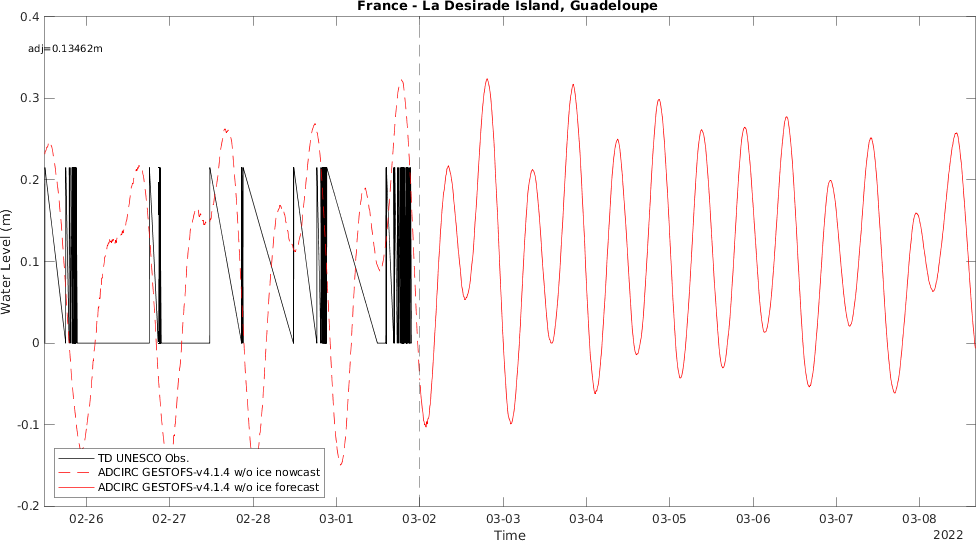 France - La Desirade Island, Guadeloupe
adj=0.13462m
0.4
0.3
0.2
0.1
0
-0.1
-0.2
Water Level (m)
TD UNESCO Obs.
ADCIRC GESTOFS-v4.1.4 w/o ice nowcast
ADCIRC GESTOFS-v4.1.4 w/o ice forecast
02-26 02-27 02-28 03-01 03-02 03-03 03-04 03-05 03-06 03-07 03-08
Time
2022